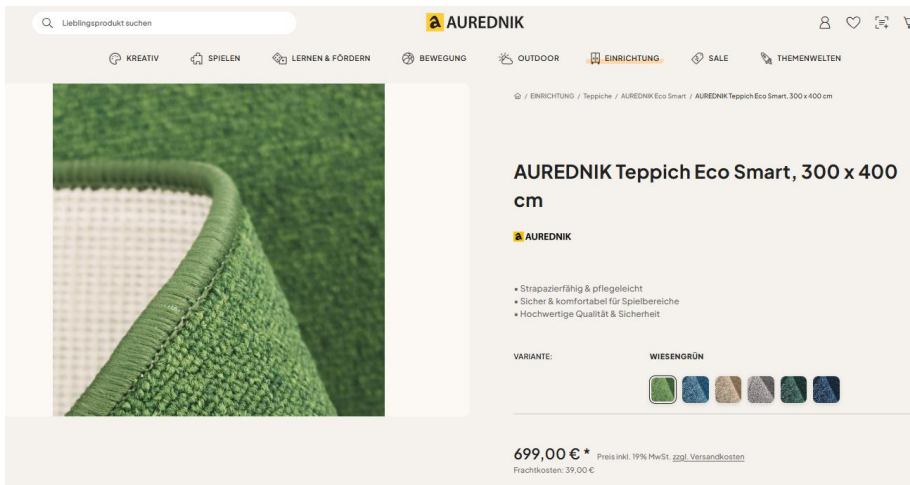 Lieblingsprodukt suchen
a AUREDNIK
KREATIV SPIELEN LERNEN & FÖRDERN BEWEGUNG OUTDOOR EINRICHTUNG SALE THEMENWELTEN
/ EINRICHTUNG / Teppiche / AUREDNIK Eco Smart / AUREDNIK Teppich Eco Smart, 300 x 400 cm
AUREDNIK Teppich Eco Smart, 300 x 400
cm
a AUREDNIK
• Strapazierfähig & pflegeleicht
• Sicher & komfortabel für Spielbereiche
• Hochwertige Qualität & Sicherheit
VARIANTE: WIESENGRÜN
699,00 € * Preis inkl. 19% MwSt. zzgl. Versandkosten
Frachtkosten: 39,00 €